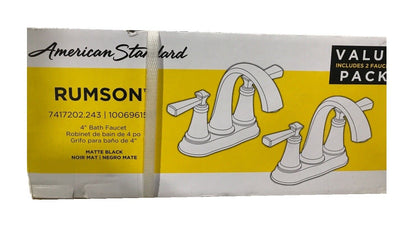 American Standard
VALU
INCLUDES 2 FAUC
PACK
RUMSON
7417202.243 | 10069615
4" Bath Faucet
Robinet de bain de 4 po
Grifo para baño de 4"
MATTE BLACK
NOIR MAT | NEGRO MATE